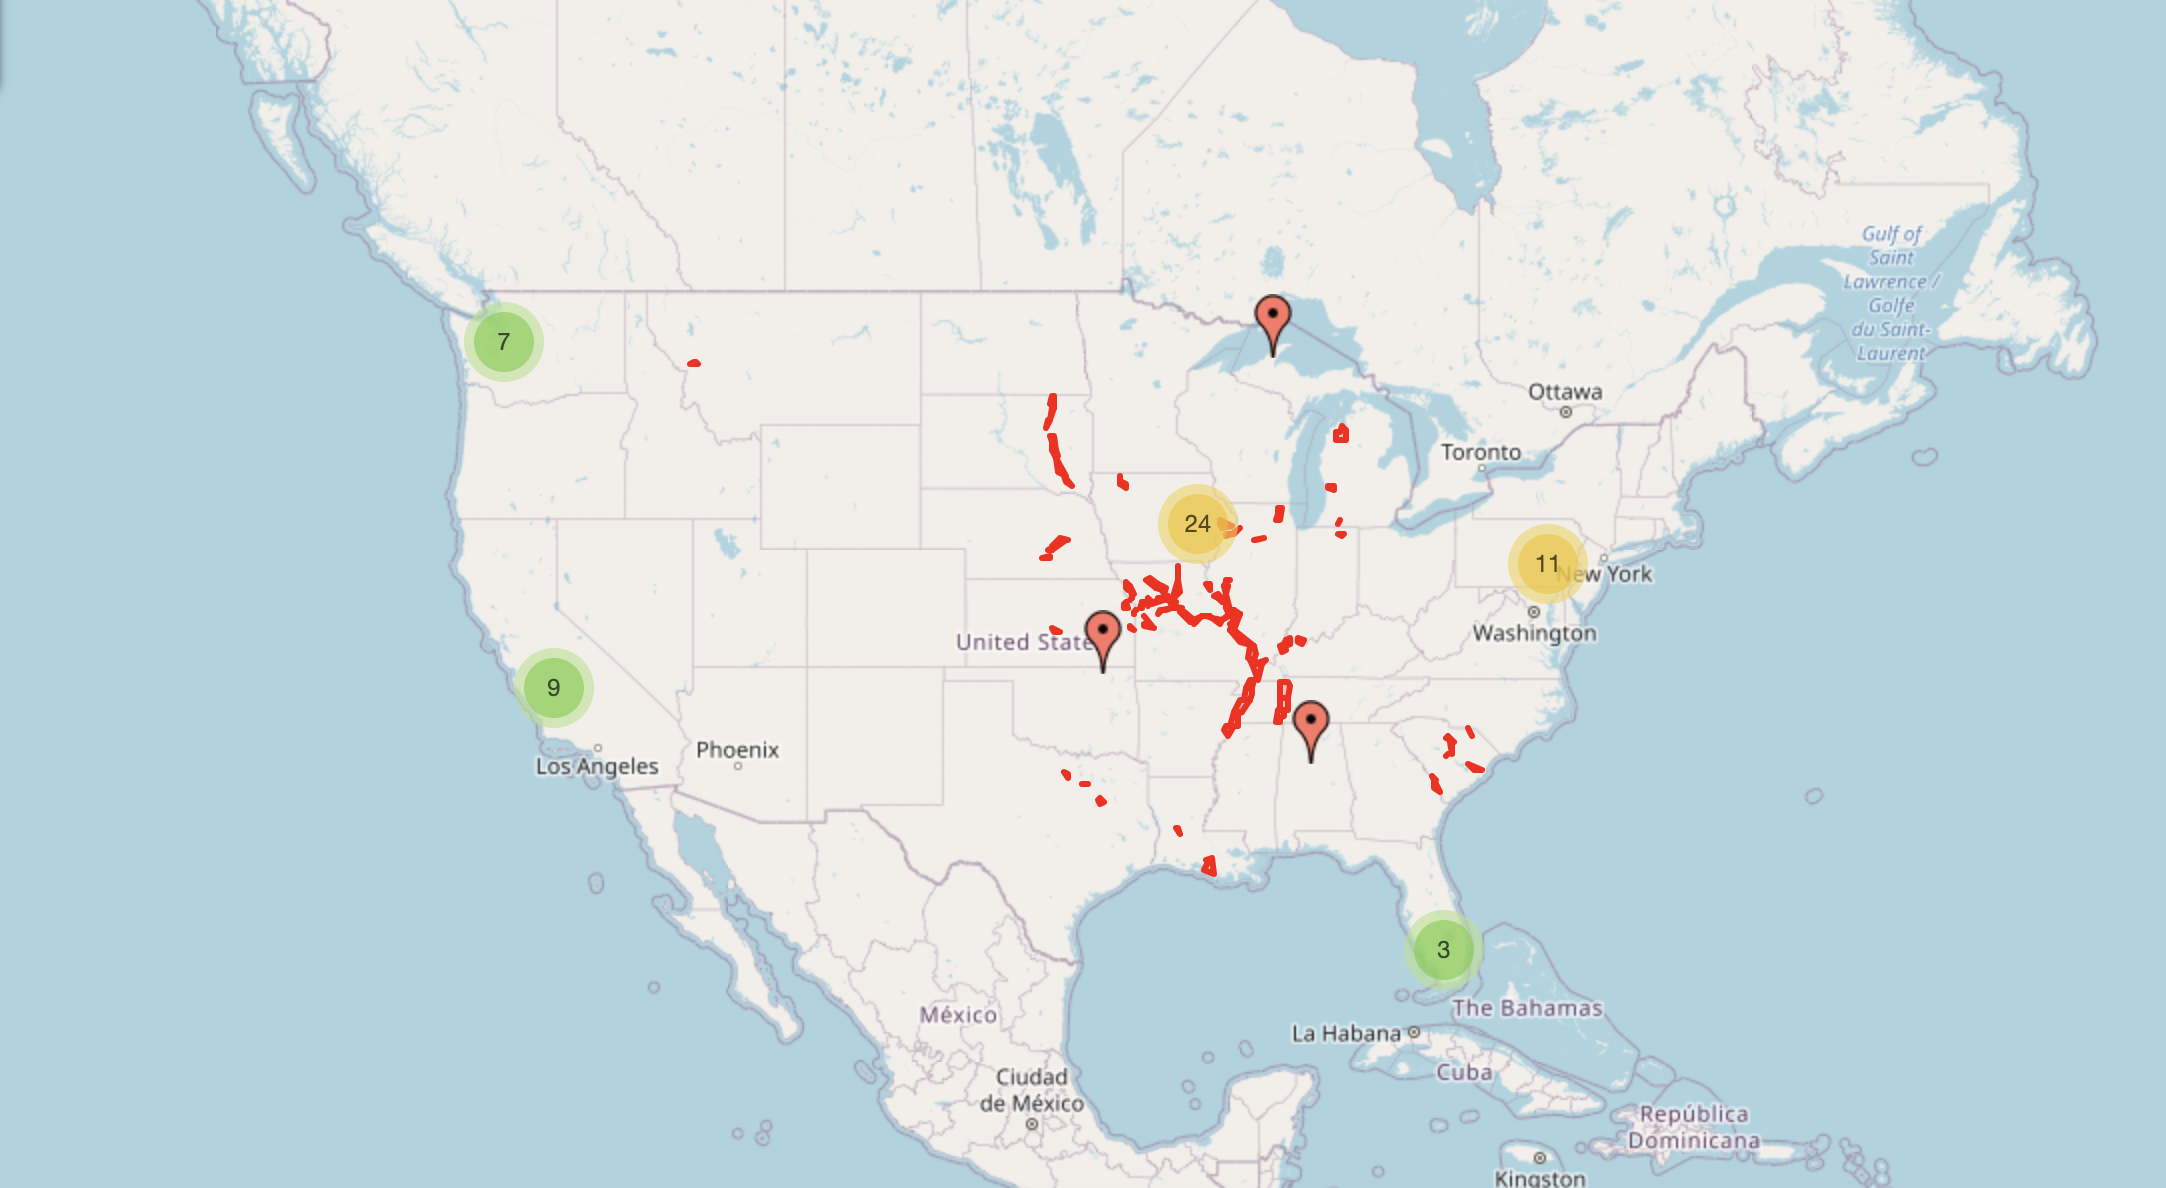 Gulf of
Saint
Lawrence /
Golfe
du Saint-
Laurent
7
Ottawa
Toronto
24
11
New York
Washington
United State
9
Phoenix
Los Angeles
3
The Bahamas
México
La Habana
Cuba
Ciudad
de México
República
Dominicana
Kingston